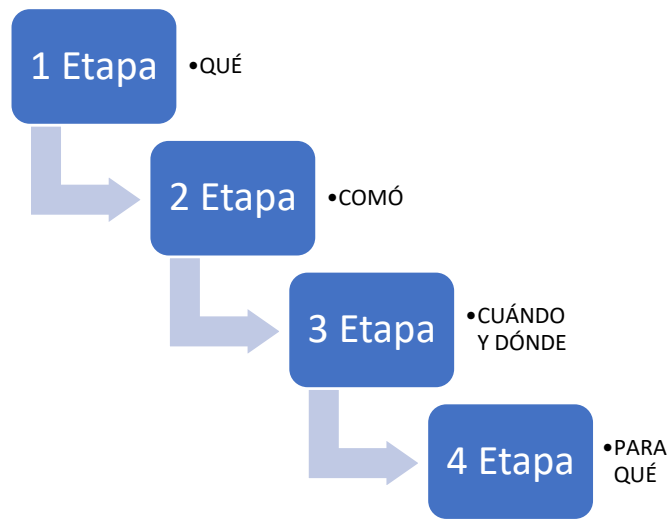 1 Etapa
•QUÉ
2 Etapa
•COMÓ
3 Etapa
•CUÁNDO
Y DÓNDE
4 Etapa
•PARA
QUÉ